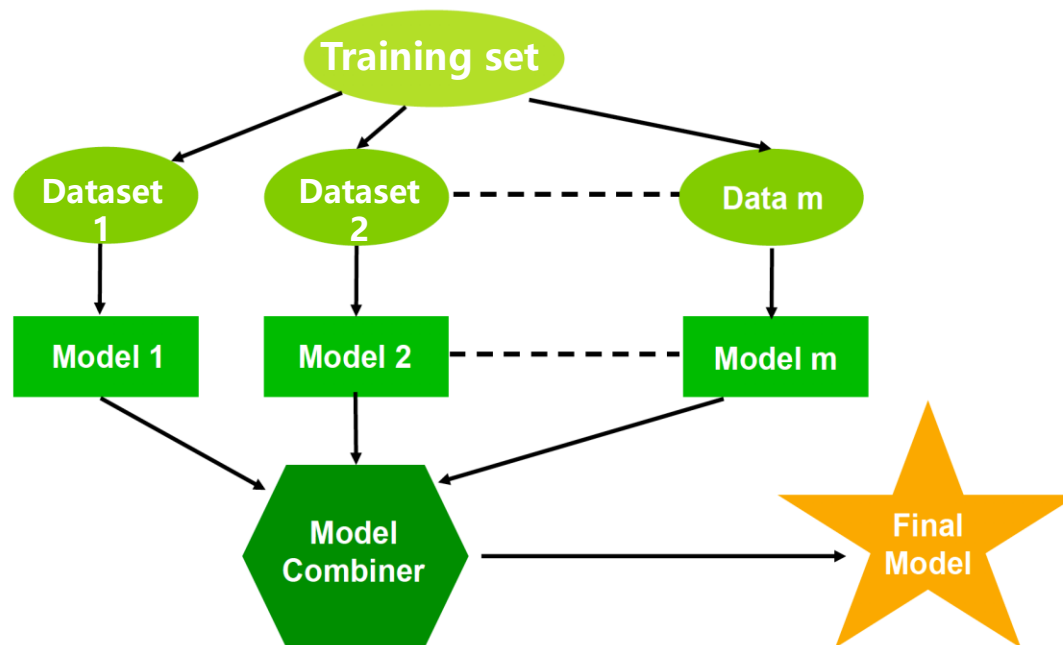 Training set
Dataset
1
Dataset
2
Data m
Model 1
Model 2
Model m
Model
Combiner
Final
Model